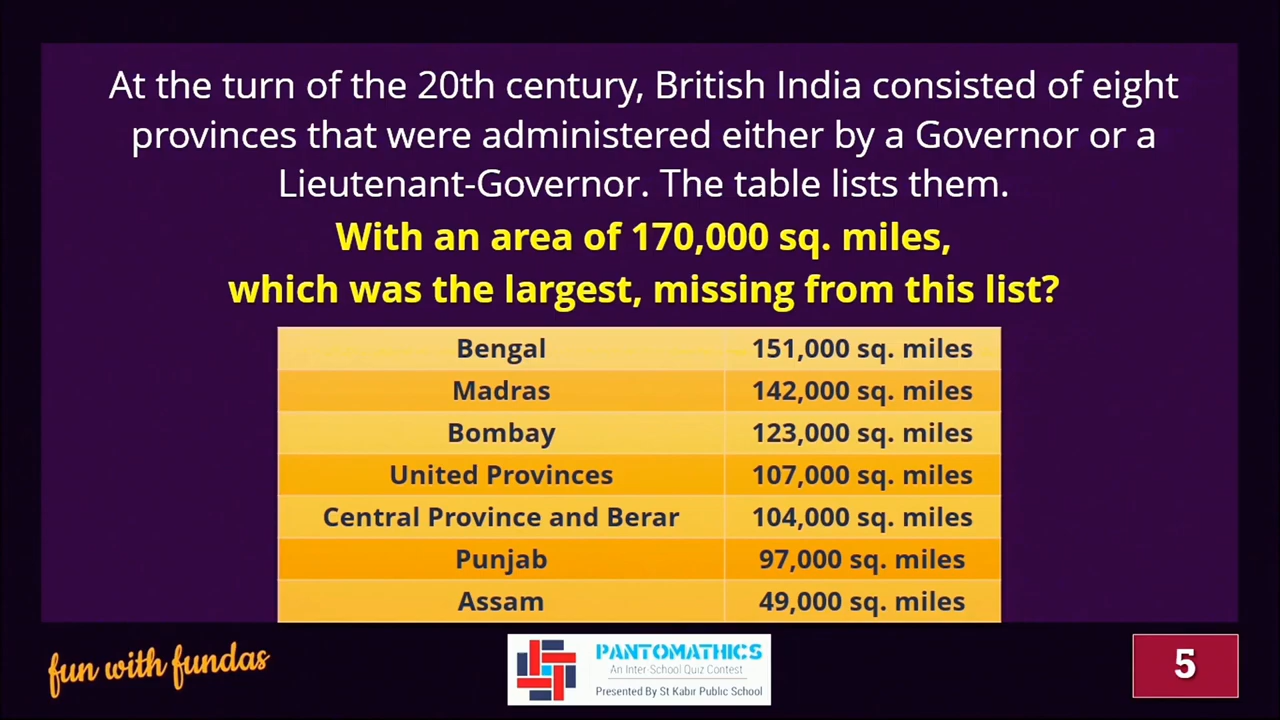 At the turn of the 20th century, British India consisted of eight
provinces that were administered either by a Governor or a
Lieutenant-Governor. The table lists them.
With an area of 170,000 sq. miles,
which was the largest, missing from this list?
Bengal 151,000 sq. miles
Madras 142,000 sq. miles
Bombay 123,000 sq. miles
United Provinces 107,000 sq. miles
Central Province and Berar 104,000 sq. miles
Punjab 97,000 sq. miles
Assam 49,000 sq. miles
fun with fundas
PANTOMATHICS
An Inter-School Quiz Contest
Presented By St Kabir Public School
5